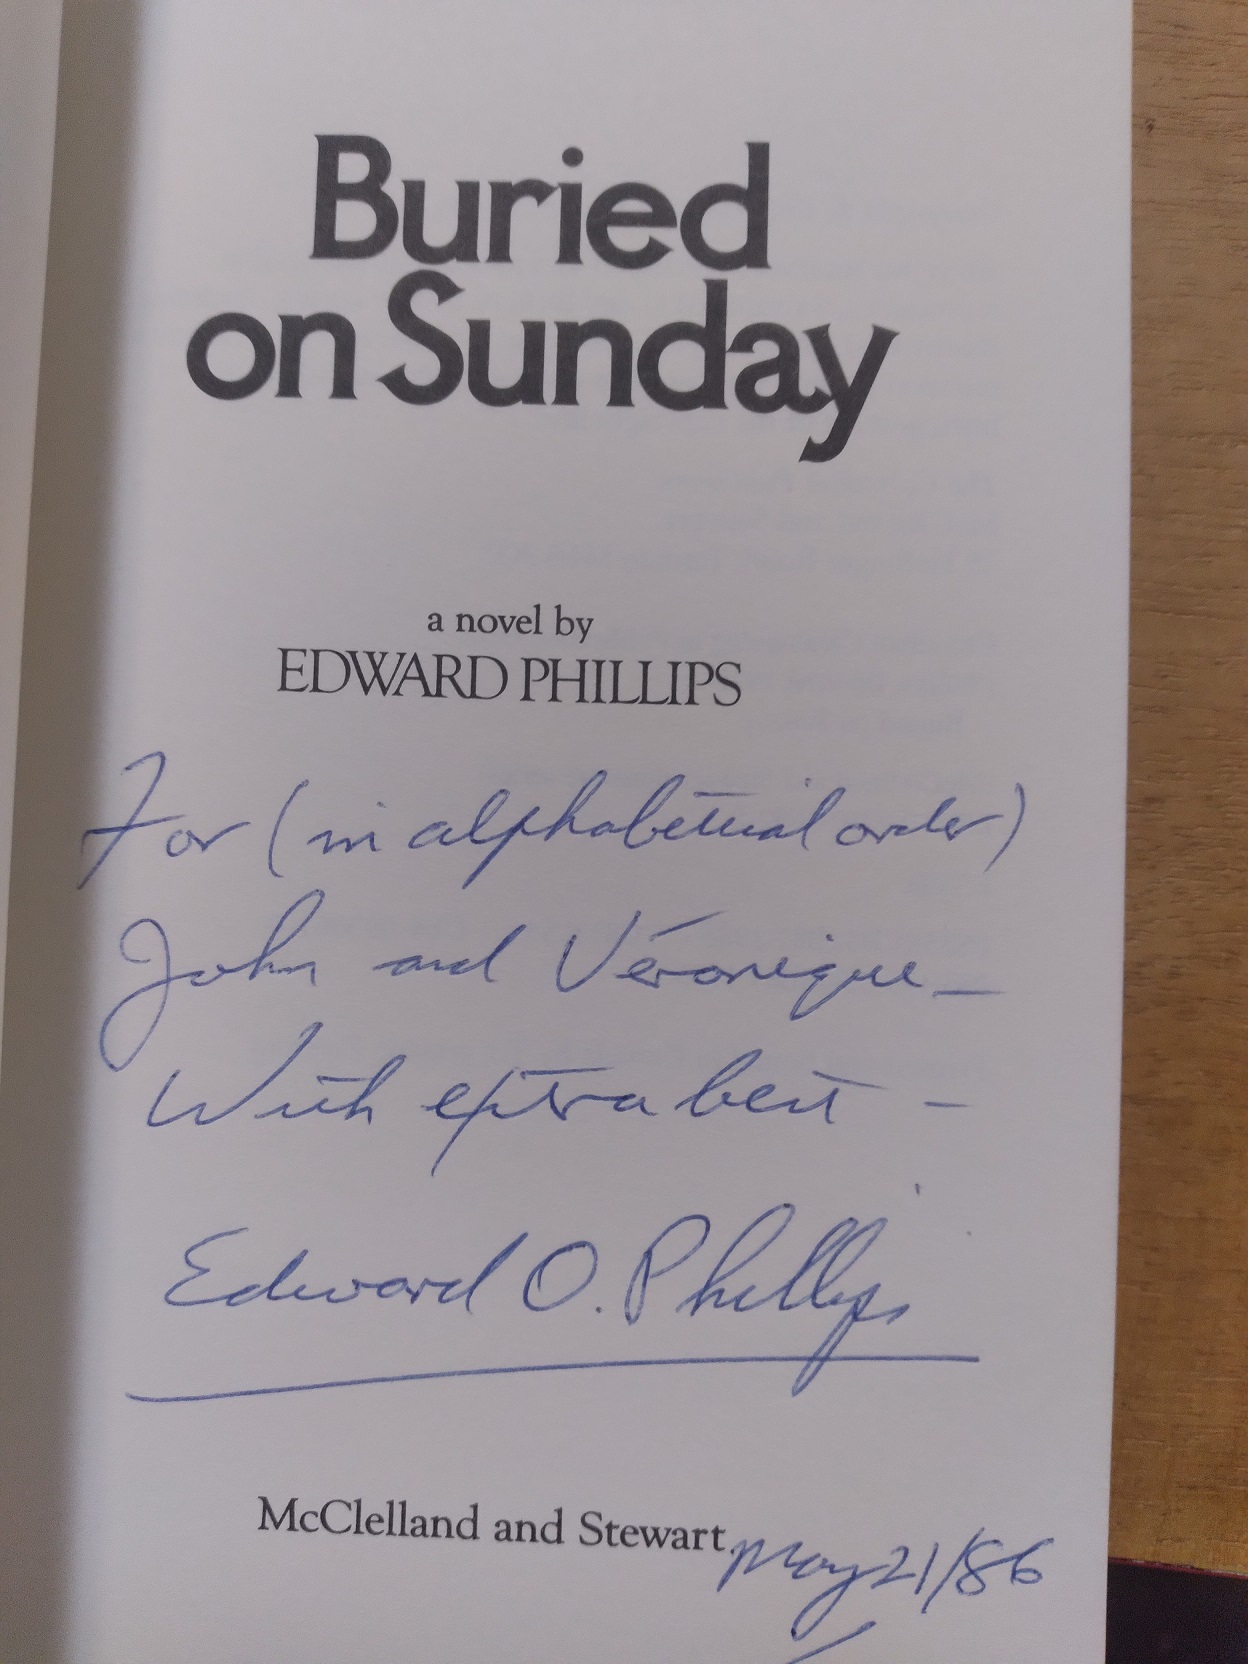 Buried
on Sunday
a novel by
EDWARD PHILLIPS
For (in alphabetical order)
John and Véronique –
With extra best –
Edward O. Phillips
McClelland and Stewart
May 21/86